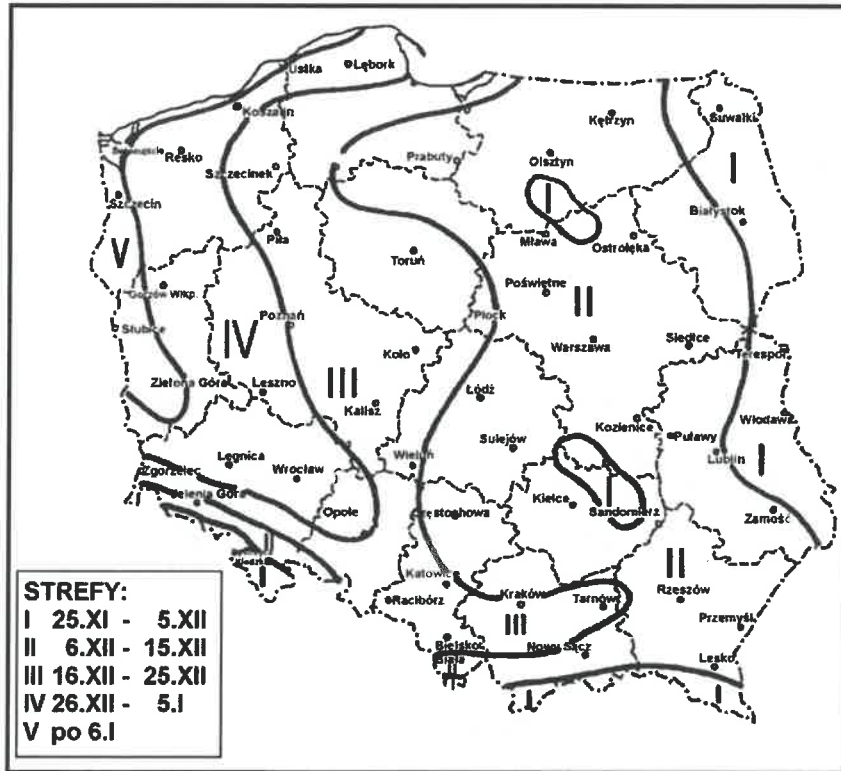 Ustka
Lębork
Koszalin
Kętrzyn
Suwałki
Resko
Prabuty
Olsztyn
I
I
Szczecinek
Szczecin
Białystok
Mława
Ostrołęka
Piła
V
Toruń
Gorzów Wlkp.
Poświętne
II
Słubice
Poznań
Płock
IV
Warszawa
Siedlce
Terespol
Koło
Zielona Góra
Leszno
III
Łódź
Kalisz
Kozienice
Włodawa
Puławy
Sulejów
Lublin
I
Legnica
Wieluń
Zgorzelec
Wrocław
Jelenia Góra
Kielce
I
Opole
Częstochowa
Sandomierz
Zamość
II
Kłodzko
I
Katowice
Rzeszów
Racibórz
Kraków
Tarnów
III
Przemyśl
Bielsko
Biała
Nowy Sącz
Lesko
II
I
I
STREFY:
I 25.XI - 5.XII
II 6.XII - 15.XII
III 16.XII - 25.XII
IV 26.XII - 5.I
V po 6.I